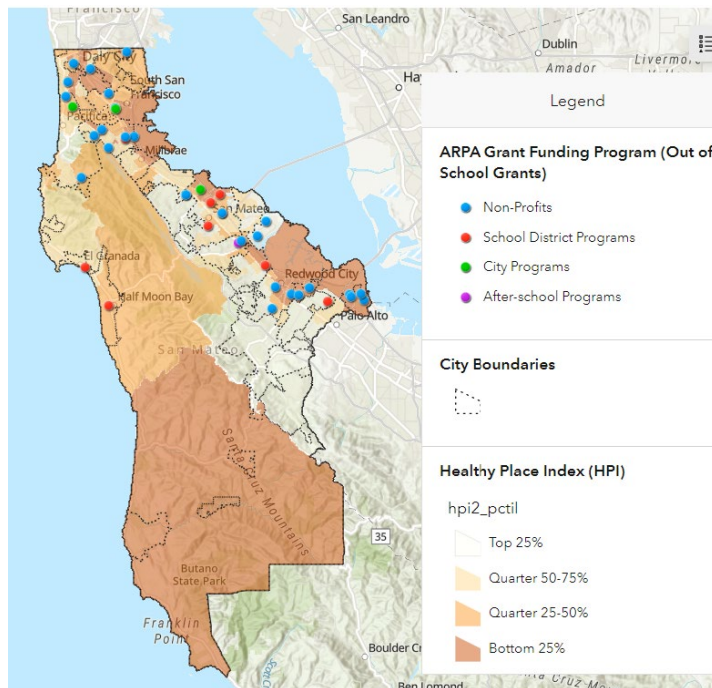 Francisco
San Leandro
Daly City
Dublin
Livermore
Amador
South San
Francisco
Pacifica
Millbrae
Legend
ARPA Grant Funding Program (Out of
School Grants)
Non-Profits
School District Programs
City Programs
After-school Programs
San Mateo
El Granada
Redwood City
Half Moon Bay
Palo Alto
San Mateo
City Boundaries
Healthy Place Index (HPI)
hpi2_pctil
Top 25%
Quarter 50-75%
Quarter 25-50%
Bottom 25%
Santa Cruz Mountains
35
Butano
State Park
Franklin
Point
Boulder Cr
Ben Lomond